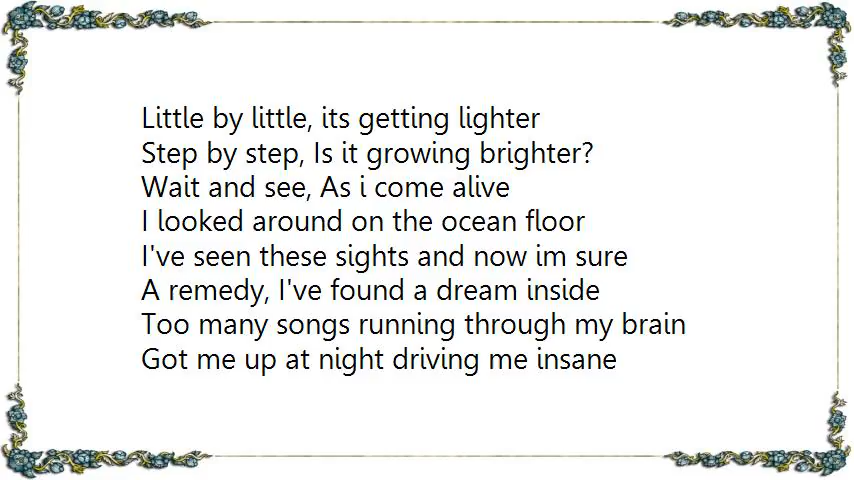 Little by little, its getting lighter
Step by step, Is it growing brighter?
Wait and see, As i come alive
I looked around on the ocean floor
I've seen these sights and now im sure
A remedy, I've found a dream inside
Too many songs running through my brain
Got me up at night driving me insane